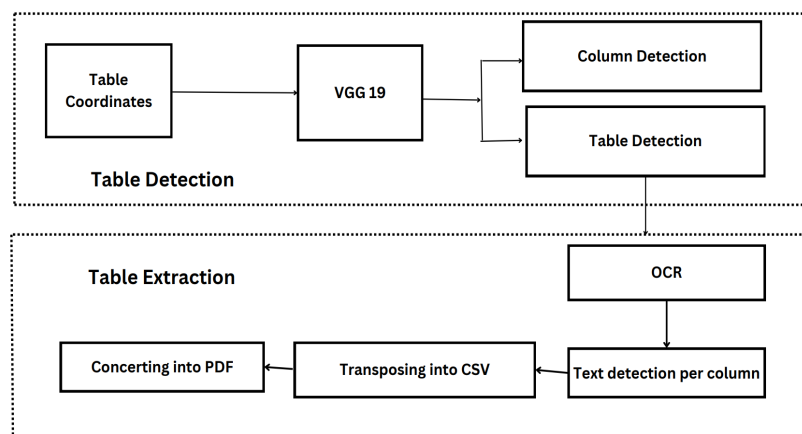 Table
Coordinates
VGG 19
Column Detection
Table Detection
Table Detection
Table Extraction
OCR
Text detection per column
Transposing into CSV
Concerting into PDF